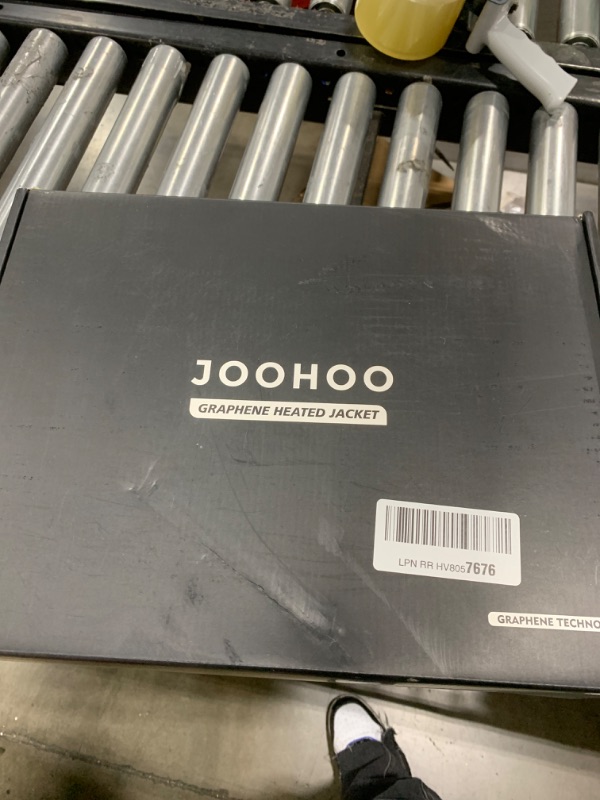 JOOHOO
GRAPHENE HEATED JACKET
LPN RR HV8057676
GRAPHENE TECHNO